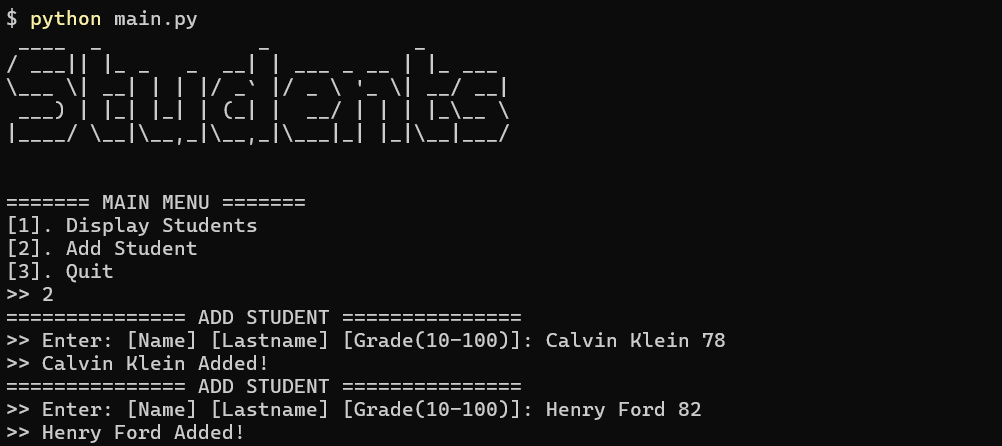 $ python main.py
 ____  _             _            _
/ ___|| |_ _   _  __| | ___ _ __ | |_ ___
\___ \| __| | | |/ _` |/ _ \ '_ \| __/ __|
 ___) | |_| |_| | (_| |  __/ | | | |_\__ \
|____/ \__|\__,_|\__,_|\___|_| |_|\__|___/
======= MAIN MENU =======
[1]. Display Students
[2]. Add Student
[3]. Quit
>> 2
=============== ADD STUDENT ===============
>> Enter: [Name] [Lastname] [Grade(10-100)]: Calvin Klein 78
>> Calvin Klein Added!
=============== ADD STUDENT ===============
>> Enter: [Name] [Lastname] [Grade(10-100)]: Henry Ford 82
>> Henry Ford Added!